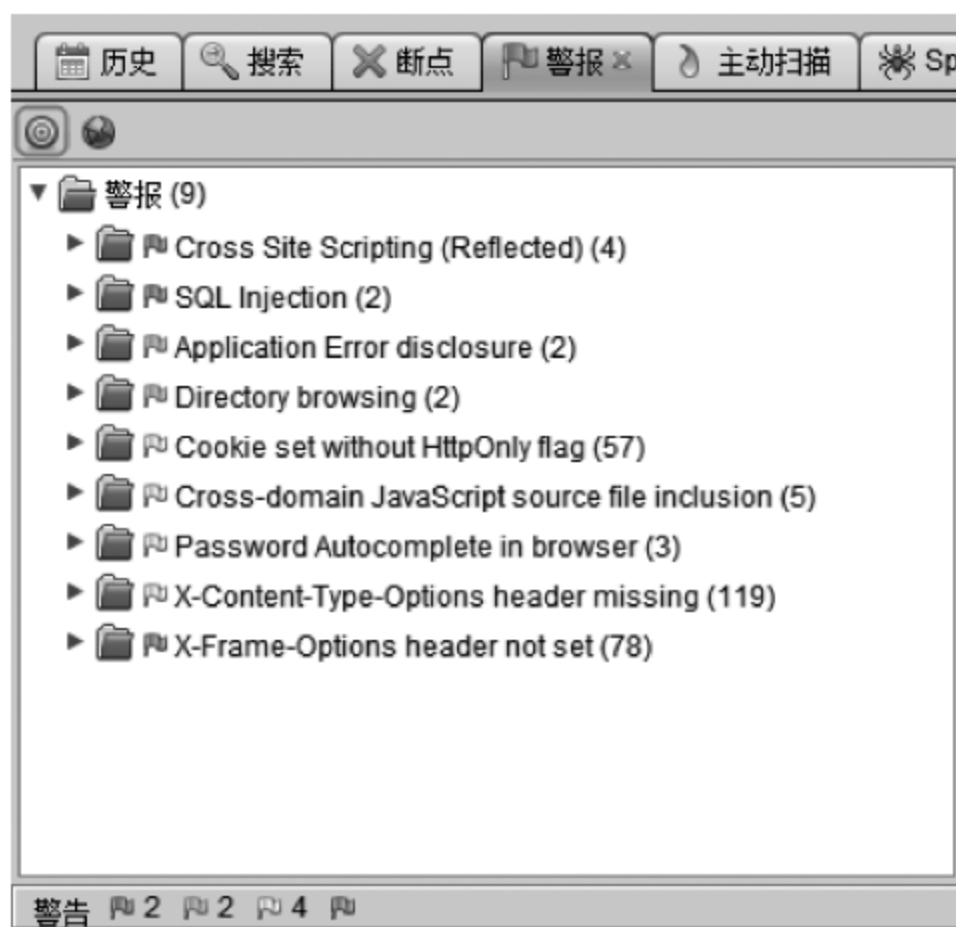 历史 搜索 断点 警报 主动扫描 Sp
警报 (9)
Cross Site Scripting (Reflected) (4)
SQL Injection (2)
Application Error disclosure (2)
Directory browsing (2)
Cookie set without HttpOnly flag (57)
Cross-domain JavaScript source file inclusion (5)
Password Autocomplete in browser (3)
X-Content-Type-Options header missing (119)
X-Frame-Options header not set (78)
警告 2 2 4